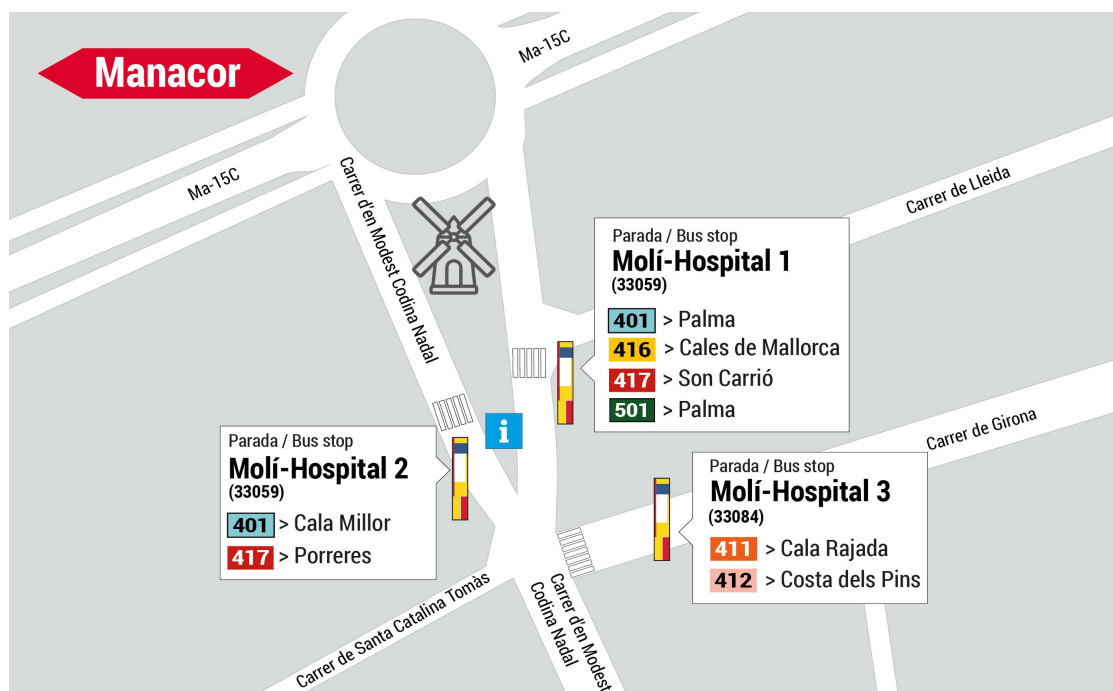 Manacor
Ma-15C
Ma-15C
Carrer d'en Modest Codina Nadal
Carrer de Lleida
Parada / Bus stop
Molí-Hospital 1
(33059)
401 > Palma
416 > Cales de Mallorca
417 > Son Carrió
501 > Palma
i
Carrer de Girona
Parada / Bus stop
Molí-Hospital 2
(33059)
401 > Cala Millor
417 > Porreres
Parada / Bus stop
Molí-Hospital 3
(33084)
411 > Cala Rajada
412 > Costa dels Pins
Carrer de Santa Catalina Tomàs
Carrer d'en Modest
Codina Nadal